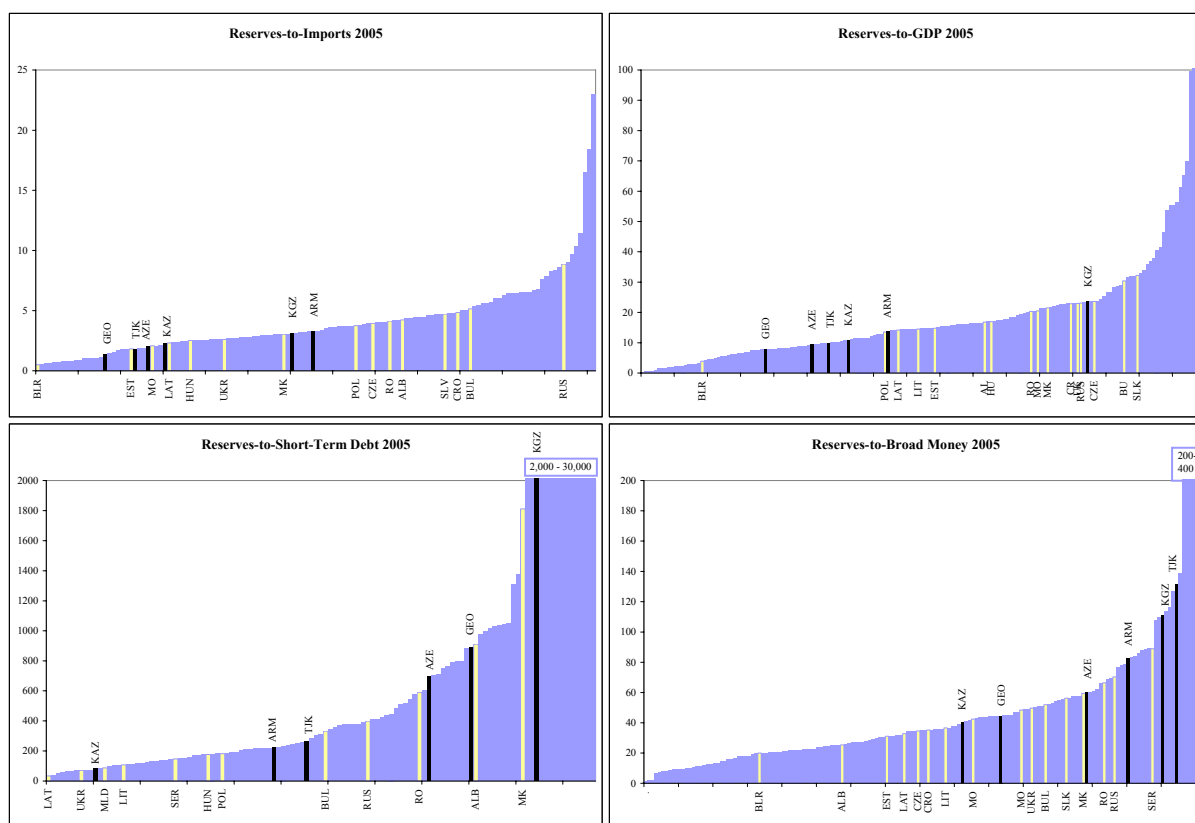 Reserves-to-Imports 2005
25
20
15
10
5
0
GEO
TJK
AZE
KAZ
KGZ
ARM
BLR
EST
MO
LAT
HUN
UKR
MK
POL
CZE
RO
ALB
SLV
CRO
BUL
RUS
Reserves-to-GDP 2005
100
90
80
70
60
50
40
30
20
10
0
GEO
AZE
TJK
KAZ
ARM
KGZ
BLR
POL
LAT
LIT
EST
AL
HU
RO
MO
MK
CR
RUS
CZE
BU
SLK
Reserves-to-Short-Term Debt 2005
KGZ
2,000 - 30,000
2000
1800
1600
1400
1200
1000
800
600
400
200
0
KAZ
ARM
TJK
AZE
GEO
LAT
UKR
MLD
LIT
SER
HUN
POL
BUL
RUS
RO
ALB
MK
Reserves-to-Broad Money 2005
200-
400
200
180
160
140
120
100
80
60
40
20
0
KAZ
GEO
AZE
ARM
KGZ
TJK
BLR
ALB
EST
LAT
CZE
CRO
LIT
MO
MO
UKR
BUL
SLK
MK
RO
RUS
SER